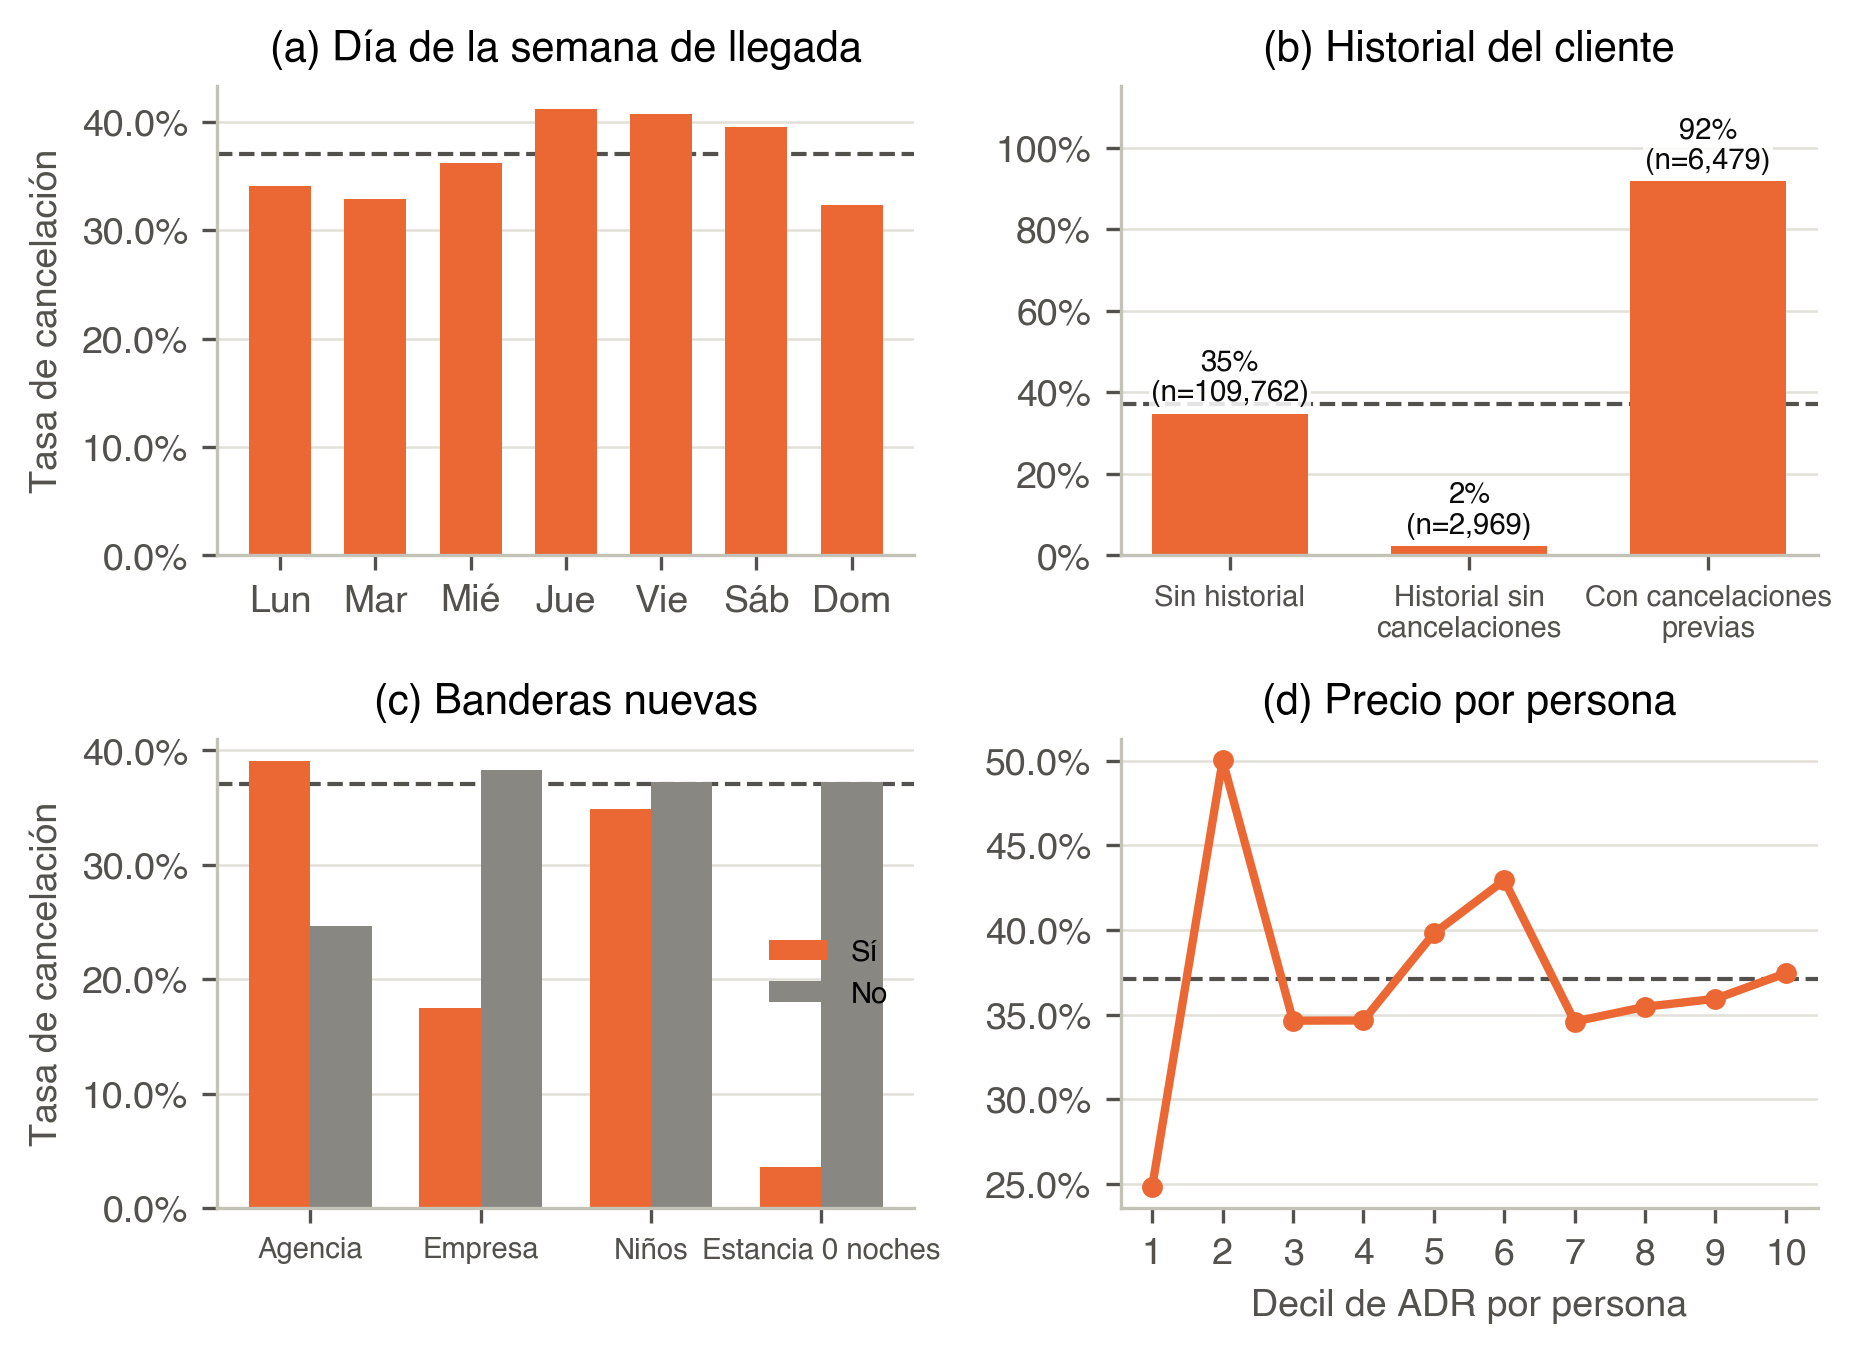 (a) Día de la semana de llegada
Tasa de cancelación
40.0%
30.0%
20.0%
10.0%
0.0%
Lun Mar Mié Jue Vie Sáb Dom
(b) Historial del cliente
100%
80%
60%
40%
20%
0%
35%
(n=109,762)
2%
(n=2,969)
92%
(n=6,479)
Sin historial
Historial sin
cancelaciones
Con cancelaciones
previas
(c) Banderas nuevas
Tasa de cancelación
40.0%
30.0%
20.0%
10.0%
0.0%
Sí
No
Agencia Empresa Niños Estancia 0 noches
(d) Precio por persona
50.0%
45.0%
40.0%
35.0%
30.0%
25.0%
1 2 3 4 5 6 7 8 9 10
Decil de ADR por persona